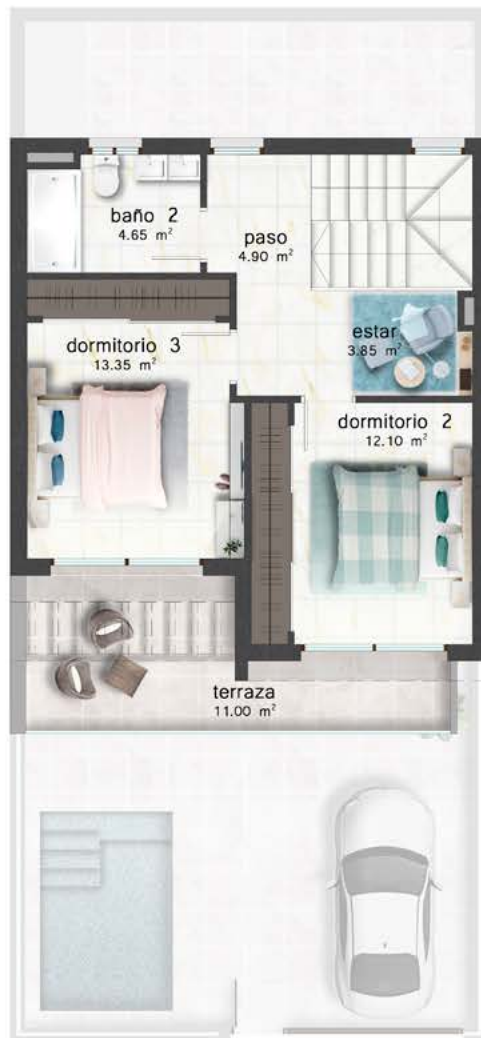 baño 2
4.65 m²
paso
4.90 m²
estar
3.85 m²
dormitorio 3
13.35 m²
dormitorio 2
12.10 m²
terraza
11.00 m²